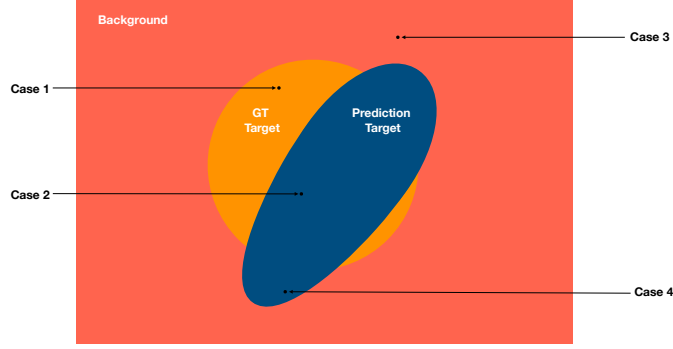 Background
Case 3
Case 1
GT
Target
Prediction
Target
Case 2
Case 4